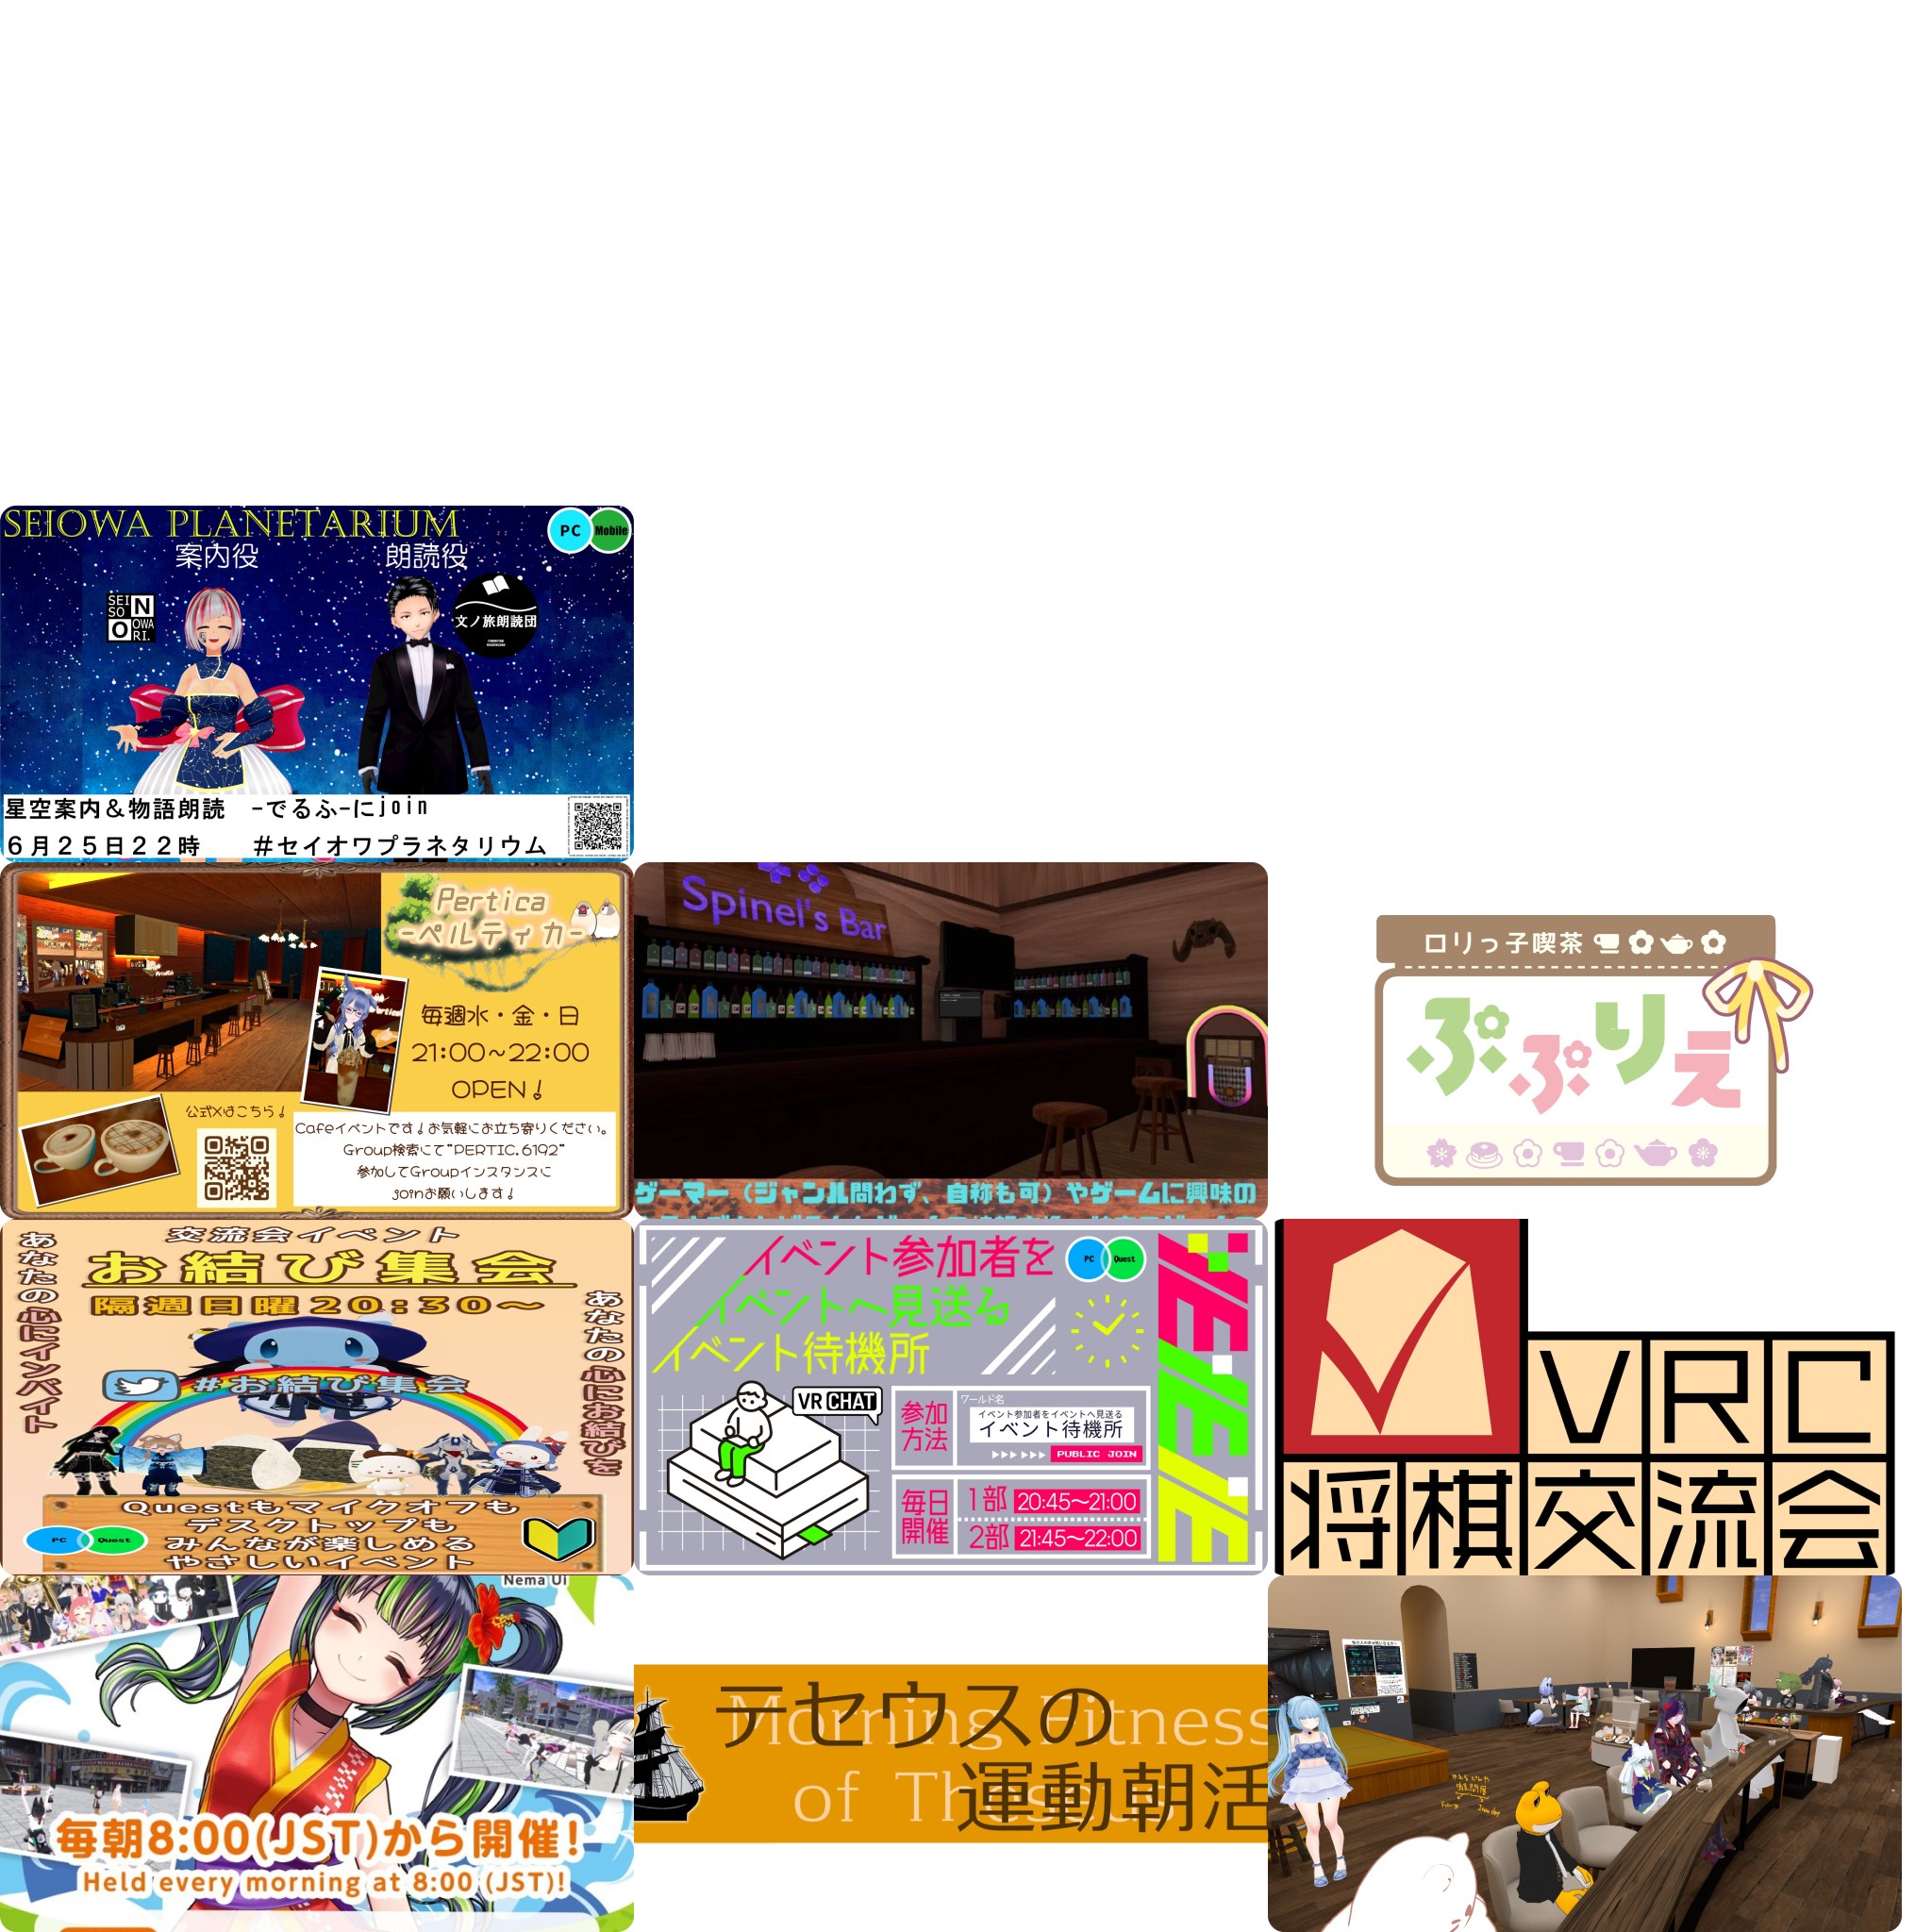 SEIOWA PLANETARIUM
PC
Mobile
案内役
朗読役
SEI
SO
N
O
OWA
RI.
文ノ旅朗読団
星空案内&物語朗読 -でるふ-にjoin
6月25日22時 #セイオワプラネタリウム
Pertica
-ペルティカ-
毎週水・金・日
21:00~22:00
OPEN!
公式Xはこちら!
Cafeイベントです!お気軽にお立ち寄りください。
Group検索にて"PERTIC.6192"
参加してGroupインスタンスに
joinお願いします!
Spinel's Bar
ゲーマー(ジャンル問わず、自称も可)やゲームに興味の
ロリっ子喫茶
ぷぷりえ
交流会イベント
お結び集会
隔週日曜20:30~
あなたの心にインバイト
あなたの心にお結びを
#お結び集会
Questもマイクオフも
デスクトップも
みんなが楽しめる
やさしいイベント
PC
Quest
イベント参加者を
イベントへ見送る
イベント待機所
PC
Quest
VRCHAT
参加
方法
ワールド名
イベント参加者をイベントへ見送る
イベント待機所
PUBLIC JOIN
毎日
開催
1部 20:45~21:00
2部 21:45~22:00
VRC
将棋交流会
Nema Ui
毎朝8:00(JST)から開催!
Held every morning at 8:00 (JST)!
テセウスの
Morning Fitness
運動朝活
of